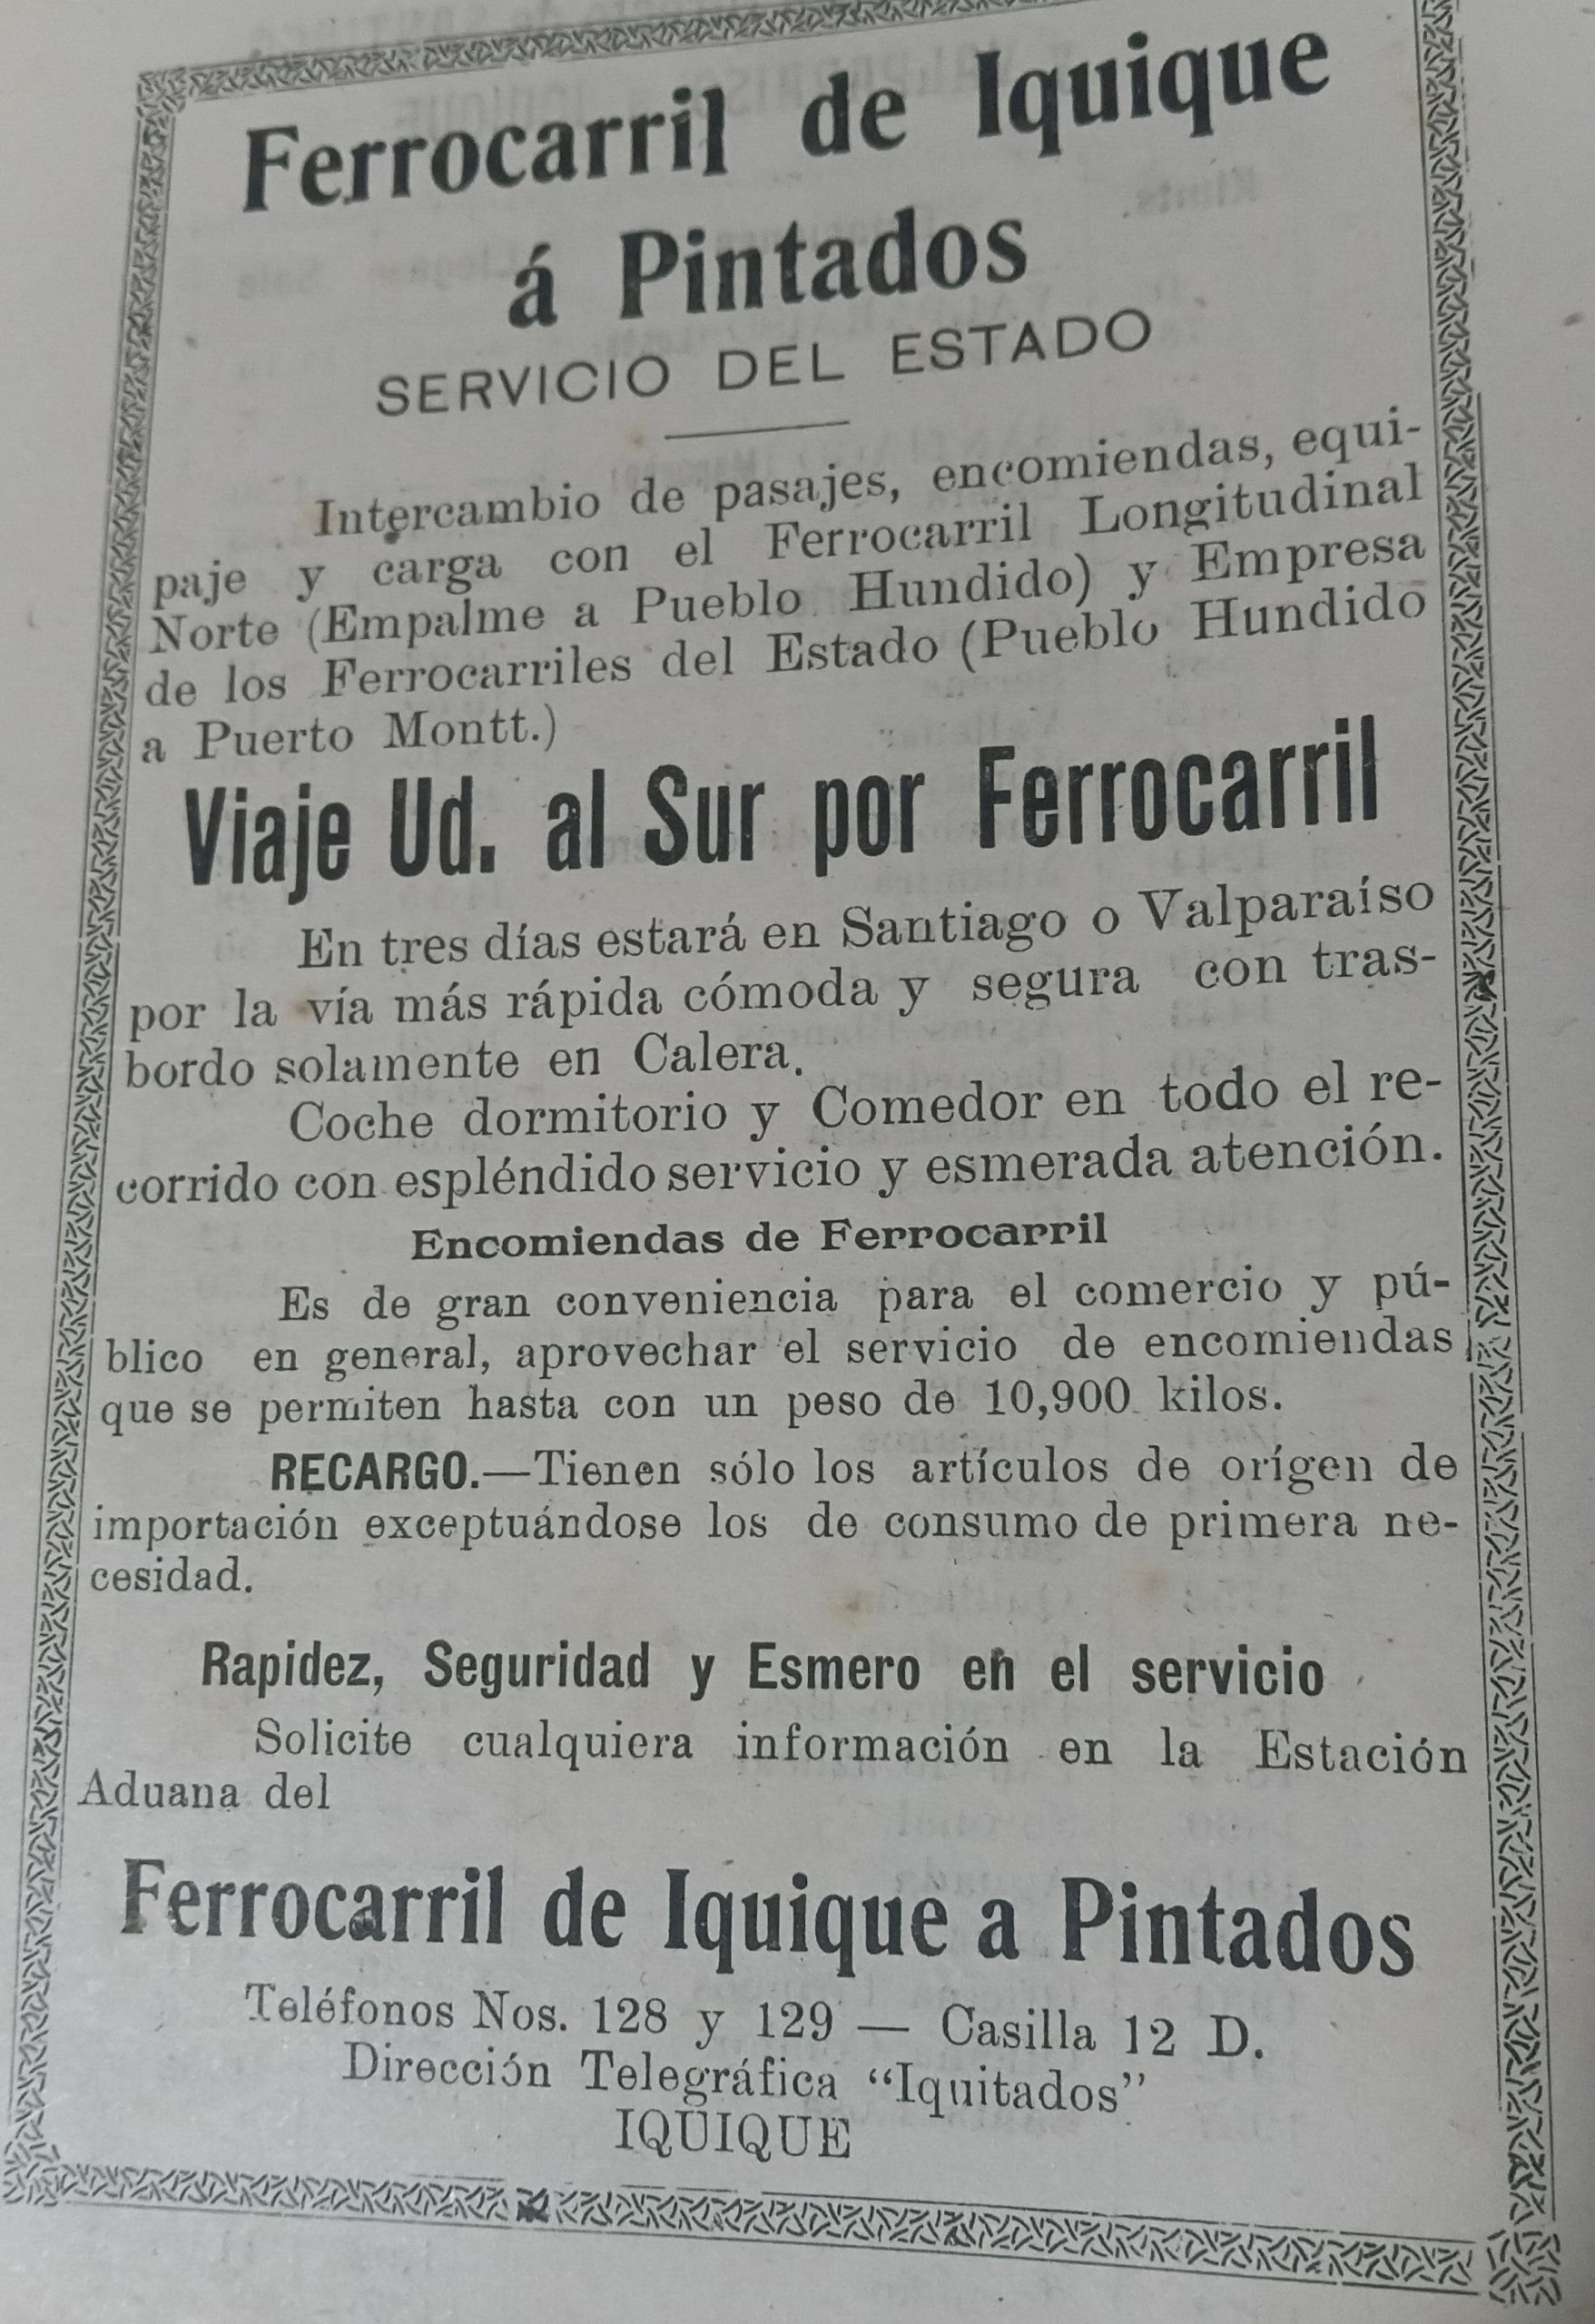 Ferrocarril de Iquique
á Pintados
SERVICIO DEL ESTADO
Intercambio de pasajes, encomiendas, equi-
paje y carga con el Ferrocarril Longitudinal
Norte (Empalme a Pueblo Hundido) y Empresa
de los Ferrocarriles del Estado (Pueblo Hundido
a Puerto Montt.)
Viaje Ud. al Sur por Ferrocarril
En tres días estará en Santiago o Valparaíso
por la vía más rápida cómoda y segura con tras-
bordo solamente en Calera.
Coche dormitorio y Comedor en todo el re-
corrido con espléndido servicio y esmerada atención.
Encomiendas de Ferrocarril
Es de gran conveniencia para el comercio y pú-
blico en general, aprovechar el servicio de encomiendas
que se permiten hasta con un peso de 10,900 kilos.
RECARGO.—Tienen sólo los artículos de orígen de
importación exceptuándose los de consumo de primera ne-
cesidad.
Rapidez, Seguridad y Esmero en el servicio
Solicite cualquiera información en la Estación
Aduana del
Ferrocarril de Iquique a Pintados
Teléfonos Nos. 128 y 129 — Casilla 12 D.
Dirección Telegráfica “Iquitados”
IQUIQUE